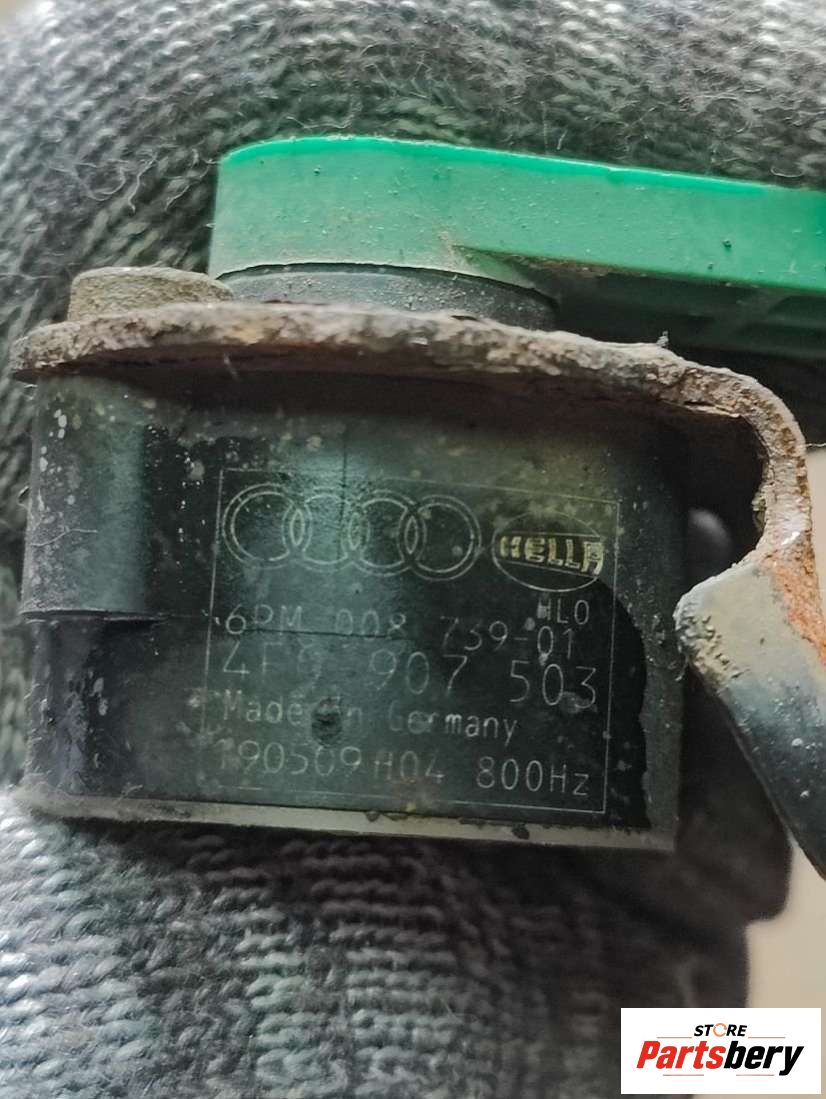 HELLA
HLO
6PM 008 739-01
4F0 907 503
Made in Germany
190509 H04 800Hz
STORE
Partsbery